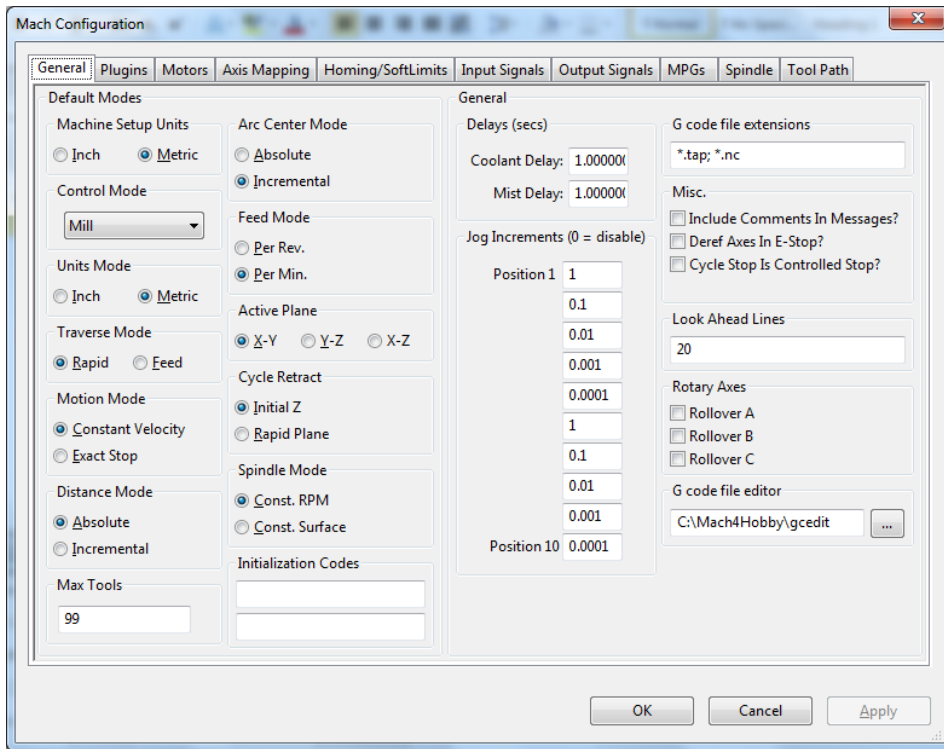 Mach Configuration
General Plugins Motors Axis Mapping Homing/SoftLimits Input Signals Output Signals MPGs Spindle Tool Path
Default Modes
Machine Setup Units
Inch Metric
Control Mode
Mill
Units Mode
Inch Metric
Traverse Mode
Rapid Feed
Motion Mode
Constant Velocity
Exact Stop
Distance Mode
Absolute
Incremental
Max Tools
99
Arc Center Mode
Absolute
Incremental
Feed Mode
Per Rev.
Per Min.
Active Plane
X-Y Y-Z X-Z
Cycle Retract
Initial Z
Rapid Plane
Spindle Mode
Const. RPM
Const. Surface
Initialization Codes
General
Delays (secs)
Coolant Delay: 1.00000
Mist Delay: 1.00000
Jog Increments (0 = disable)
Position 1 1
0.1
0.01
0.001
0.0001
1
0.1
0.01
0.001
Position 10 0.0001
G code file extensions
*.tap; *.nc
Misc.
Include Comments In Messages?
Deref Axes In E-Stop?
Cycle Stop Is Controlled Stop?
Look Ahead Lines
20
Rotary Axes
Rollover A
Rollover B
Rollover C
G code file editor
C:\Mach4Hobby\gcedit ...
OK Cancel Apply